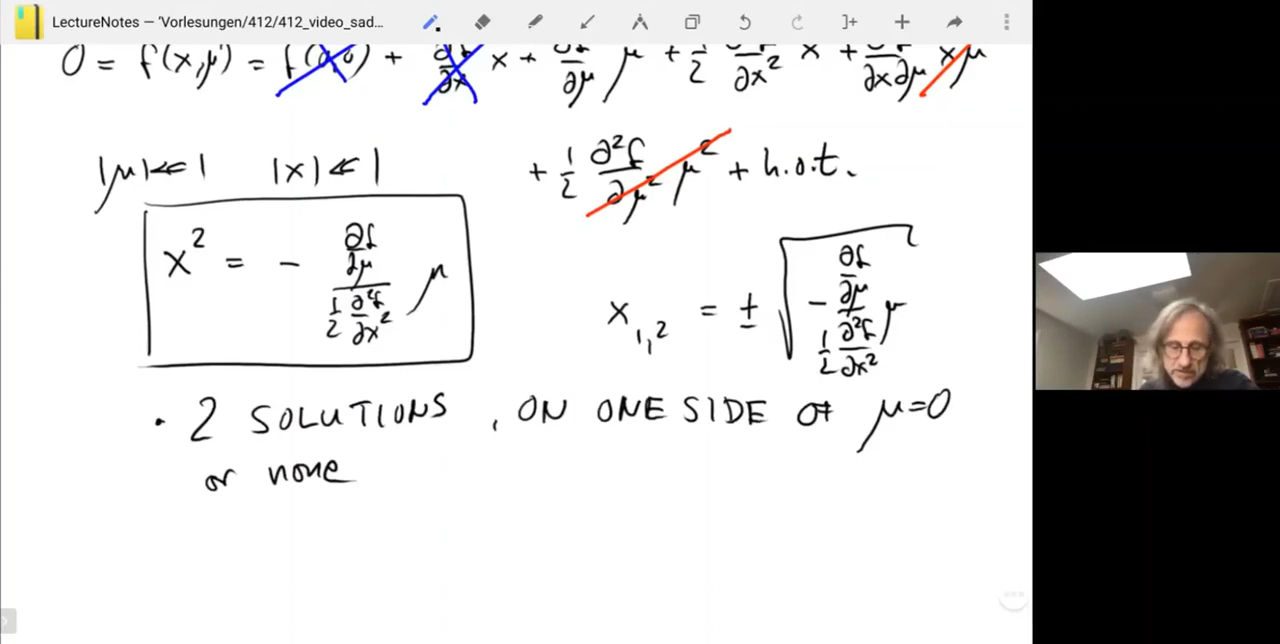 LectureNotes — 'Vorlesungen/412/412_video_sad...
0 = f(x,μ) = f(0,0) + ∂f/∂x x + ∂f/∂μ μ + 1/2 ∂²f/∂x² x + ∂²f/∂x∂μ xμ
|μ| ≪ 1 |x| ≪ 1 + 1/2 ∂²f/∂μ² μ² + h.o.t.
x² = - (∂f/∂μ)/(1/2 ∂²f/∂x²) μ
x₁,₂ = ± √(- (∂f/∂μ)/(1/2 ∂²f/∂x²) μ)
· 2 SOLUTIONS, ON ONE SIDE OF μ=0
or none